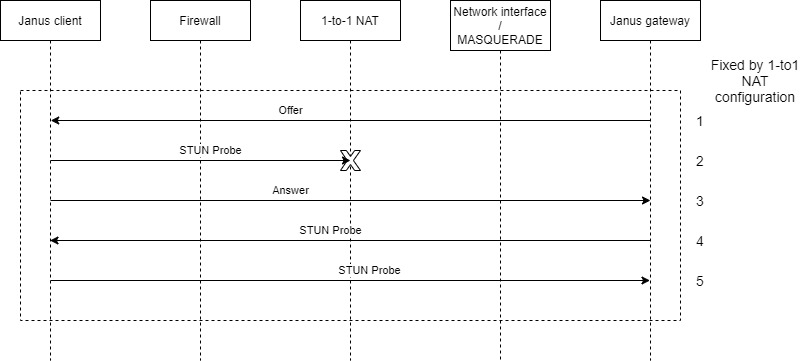 Janus client
Firewall
1-to-1 NAT
Network interface
/
MASQUERADE
Janus gateway
Fixed by 1-to1
NAT
configuration
Offer
1
STUN Probe
2
Answer
3
STUN Probe
4
STUN Probe
5